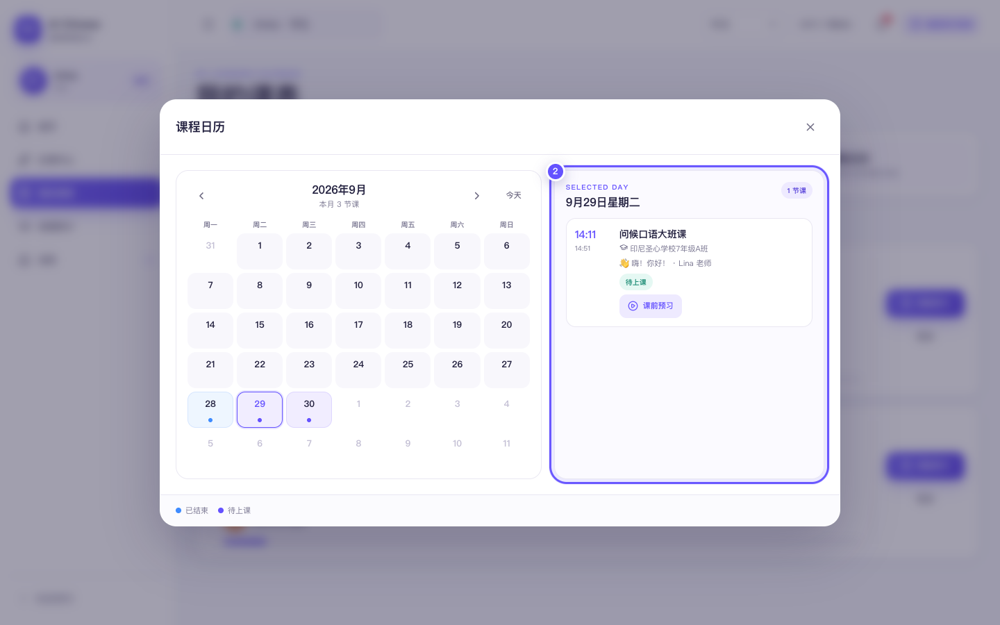 课程日历
2026年9月
本月 3 节课
今天
周一 周二 周三 周四 周五 周六 周日
31 1 2 3 4 5 6
7 8 9 10 11 12 13
14 15 16 17 18 19 20
21 22 23 24 25 26 27
28 29 30 1 2 3 4
5 6 7 8 9 10 11
2
SELECTED DAY
9月29日星期二
1 节课
14:11
14:51
问候口语大班课
印尼圣心学校7年级A班
👋 嗨！你好！ · Lina 老师
待上课
课前预习
已结束 待上课